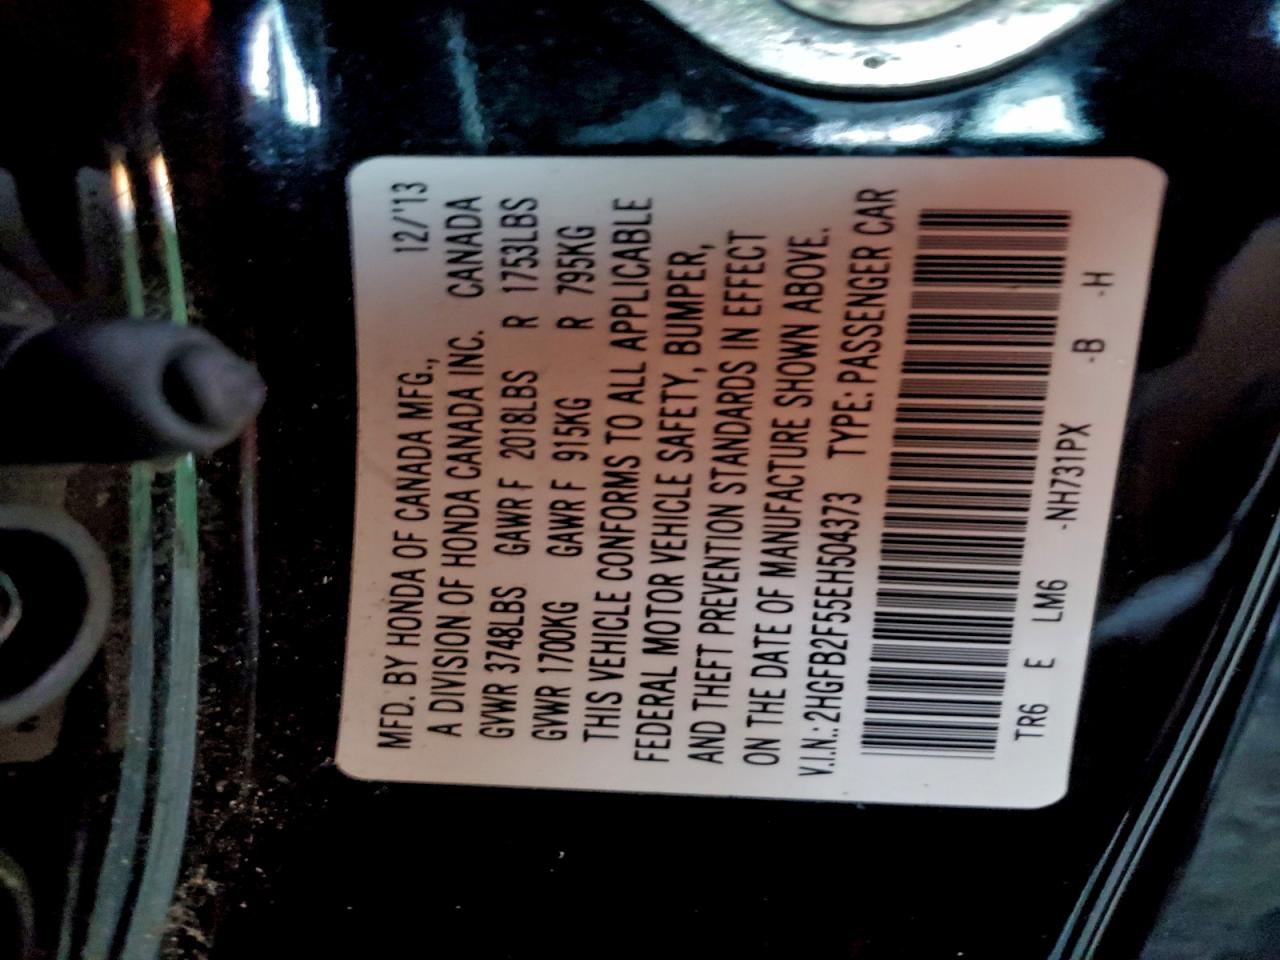 MFD. BY HONDA OF CANADA MFG., 12/'13
A DIVISION OF HONDA CANADA INC. CANADA
GVWR 3748LBS GAWR F 2018LBS R 1753LBS
GVWR 1700KG GAWR F 915KG R 795KG
THIS VEHICLE CONFORMS TO ALL APPLICABLE
FEDERAL MOTOR VEHICLE SAFETY, BUMPER,
AND THEFT PREVENTION STANDARDS IN EFFECT
ON THE DATE OF MANUFACTURE SHOWN ABOVE.
V.I.N.:2HGFB2F55EH504373 TYPE: PASSENGER CAR
TR6 E LM6 -NH731PX -B -H